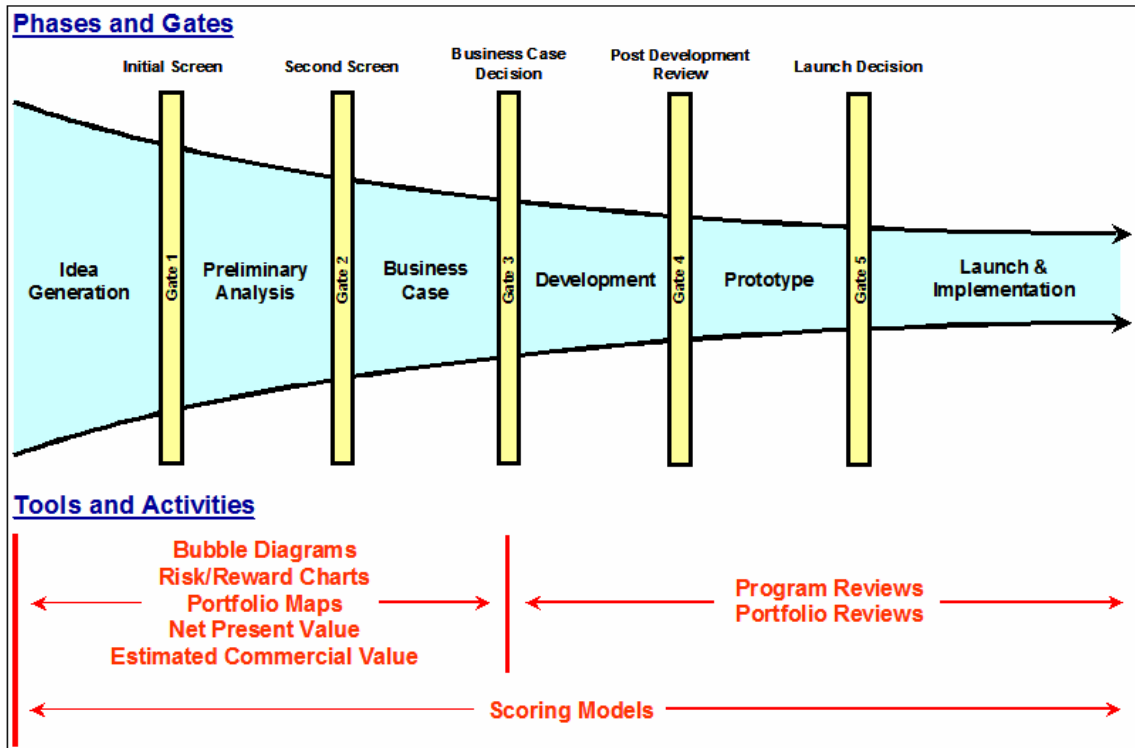 Phases and Gates
Initial Screen
Second Screen
Business Case
Decision
Post Development
Review
Launch Decision
Idea
Generation
Gate 1
Preliminary
Analysis
Gate 2
Business
Case
Gate 3
Development
Gate 4
Prototype
Gate 5
Launch &
Implementation
Tools and Activities
Bubble Diagrams
Risk/Reward Charts
Portfolio Maps
Net Present Value
Estimated Commercial Value
Program Reviews
Portfolio Reviews
Scoring Models